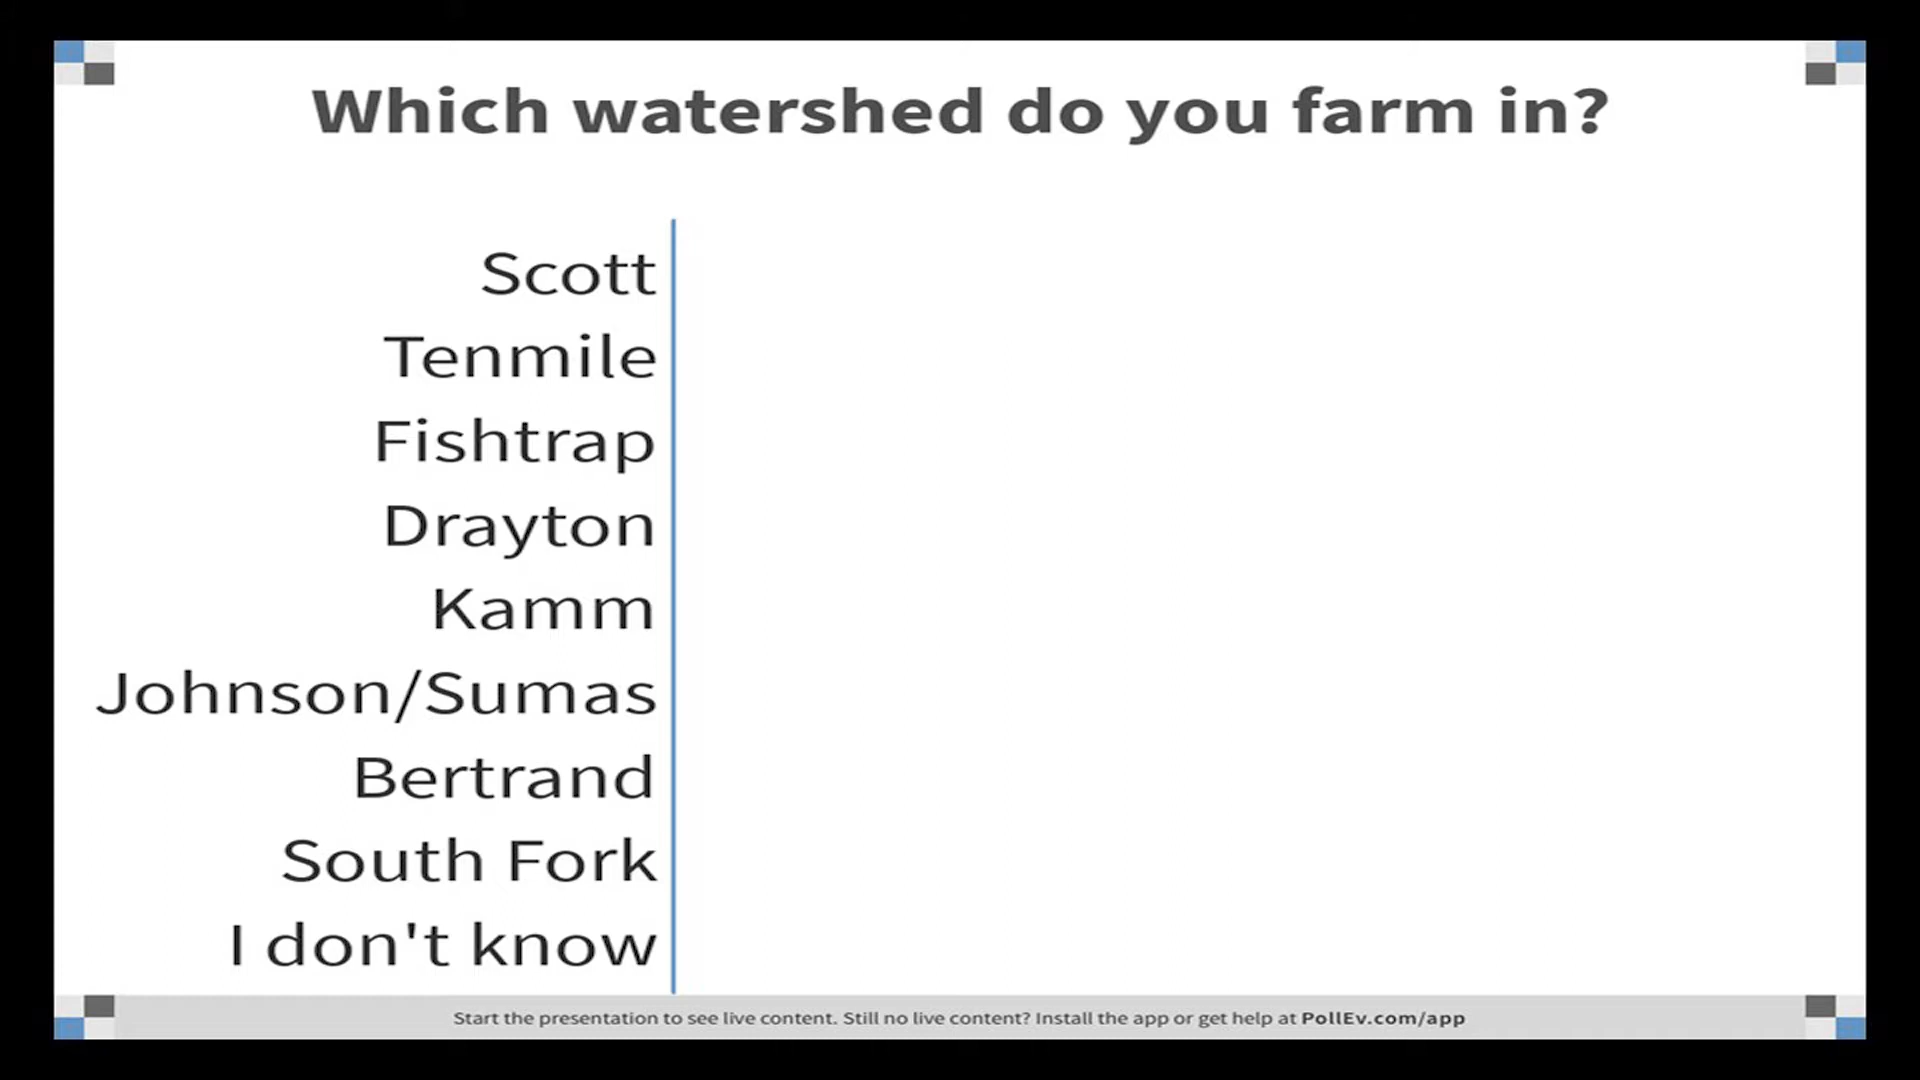 Which watershed do you farm in?
Scott
Tenmile
Fishtrap
Drayton
Kamm
Johnson/Sumas
Bertrand
South Fork
I don't know
Start the presentation to see live content. Still no live content? Install the app or get help at PollEv.com/app